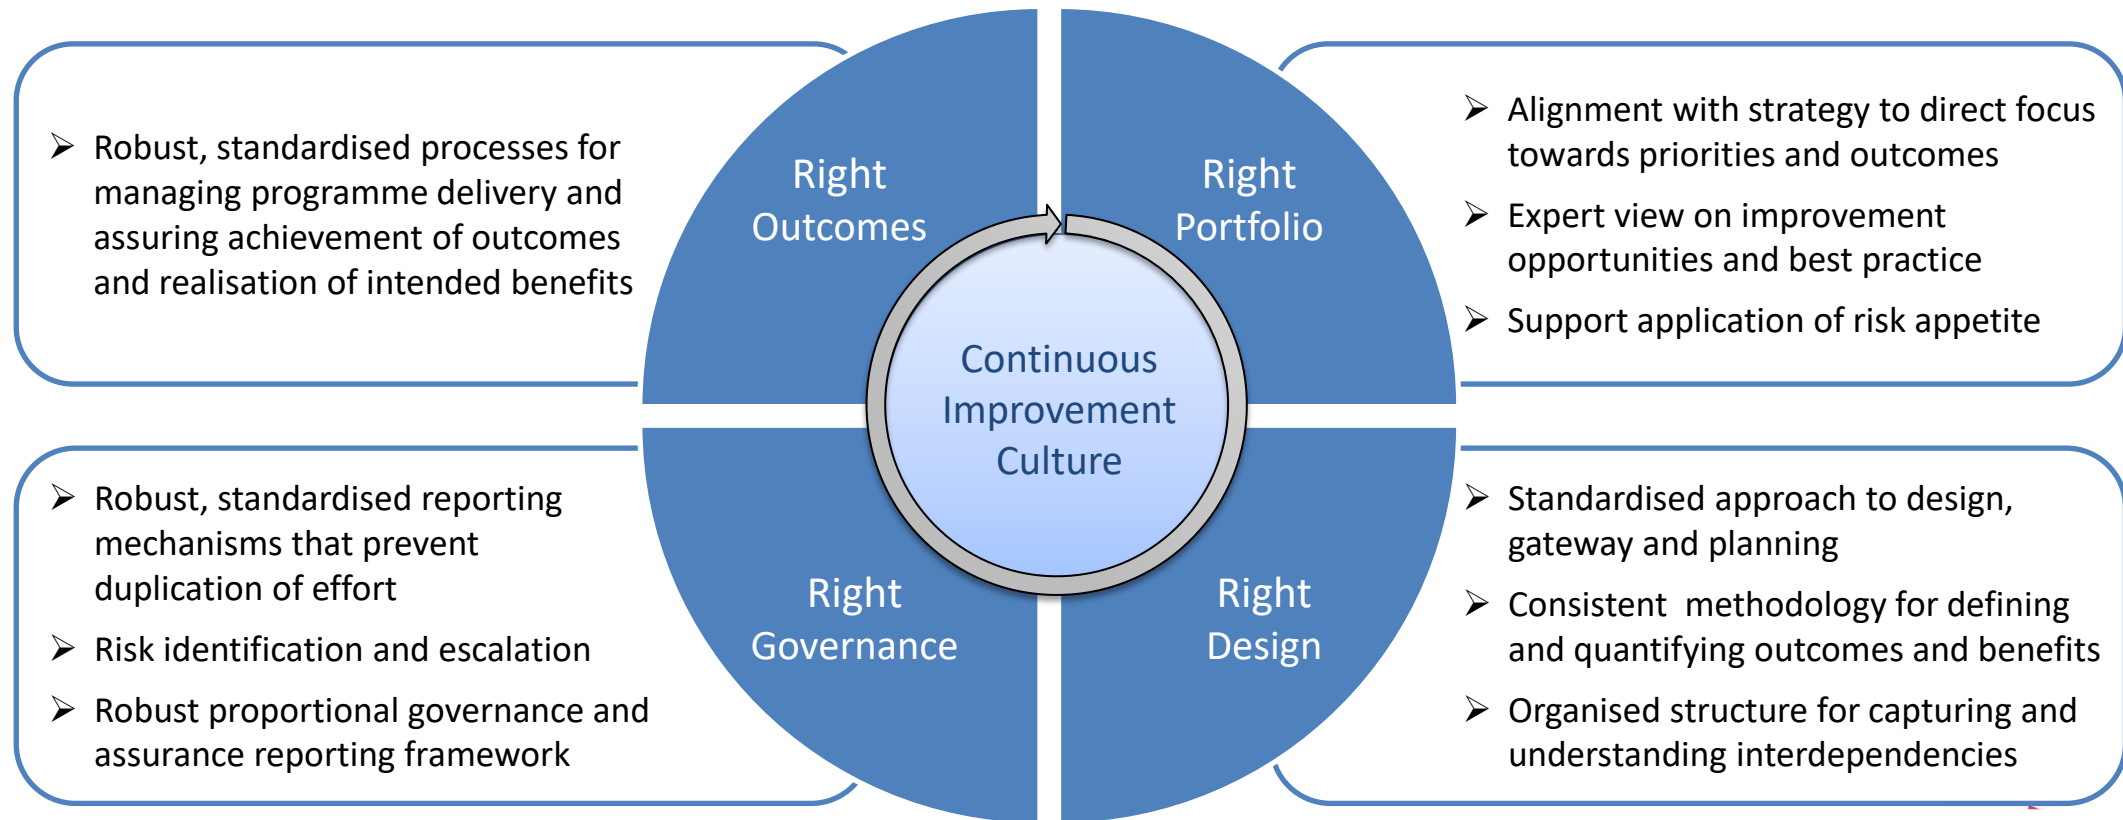 ➢ Robust, standardised processes for
managing programme delivery and
assuring achievement of outcomes
and realisation of intended benefits
Right
Outcomes
Right
Portfolio
➢ Alignment with strategy to direct focus
towards priorities and outcomes
➢ Expert view on improvement
opportunities and best practice
➢ Support application of risk appetite
Continuous
Improvement
Culture
➢ Robust, standardised reporting
mechanisms that prevent
duplication of effort
➢ Risk identification and escalation
➢ Robust proportional governance and
assurance reporting framework
Right
Governance
Right
Design
➢ Standardised approach to design,
gateway and planning
➢ Consistent  methodology for defining
and quantifying outcomes and benefits
➢ Organised structure for capturing and
understanding interdependencies